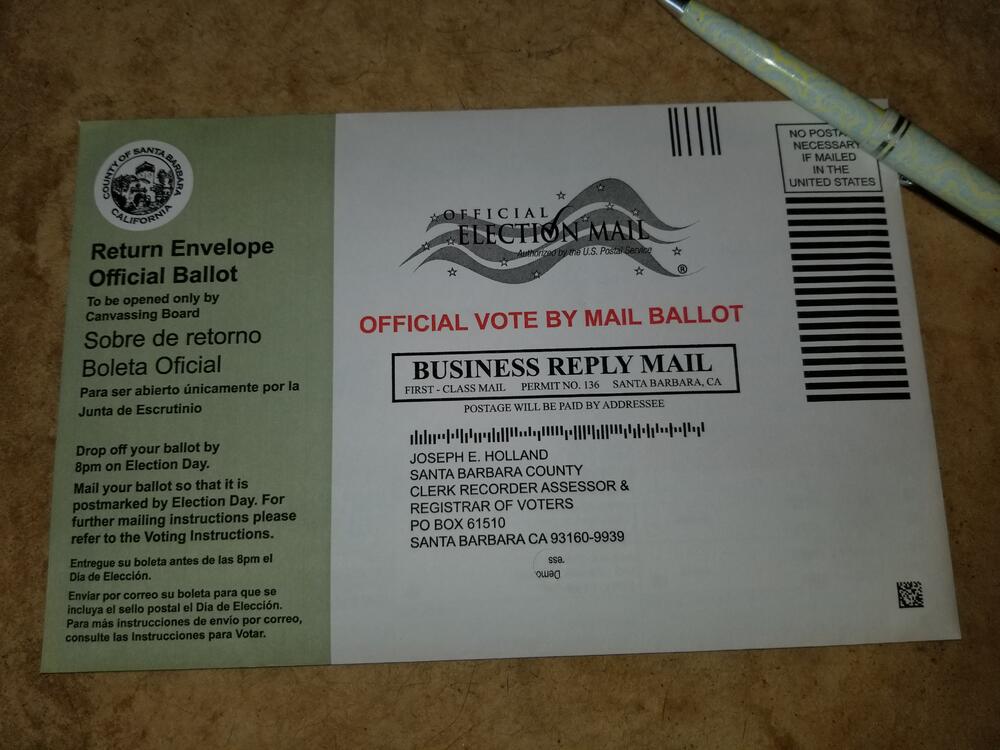 COUNTY OF SANTA BARBARA
CALIFORNIA
Return Envelope
Official Ballot
To be opened only by
Canvassing Board
Sobre de retorno
Boleta Oficial
Para ser abierto únicamente por la
Junta de Escrutinio
Drop off your ballot by
8pm on Election Day.
Mail your ballot so that it is
postmarked by Election Day. For
further mailing instructions please
refer to the Voting Instructions.
Entregue su boleta antes de las 8pm el
Día de Elección.
Enviar por correo su boleta para que se
incluya el sello postal el Día de Elección.
Para más instrucciones de envío por correo,
consulte las Instrucciones para Votar.
OFFICIAL
ELECTION MAIL
Authorized by the U.S. Postal Service
®
OFFICIAL VOTE BY MAIL BALLOT
BUSINESS REPLY MAIL
FIRST - CLASS MAIL PERMIT NO. 136 SANTA BARBARA, CA
POSTAGE WILL BE PAID BY ADDRESSEE
JOSEPH E. HOLLAND
SANTA BARBARA COUNTY
CLERK RECORDER ASSESSOR &
REGISTRAR OF VOTERS
PO BOX 61510
SANTA BARBARA CA 93160-9939
NO
NECESSARY
IF MAILED
IN THE
UNITED STATES